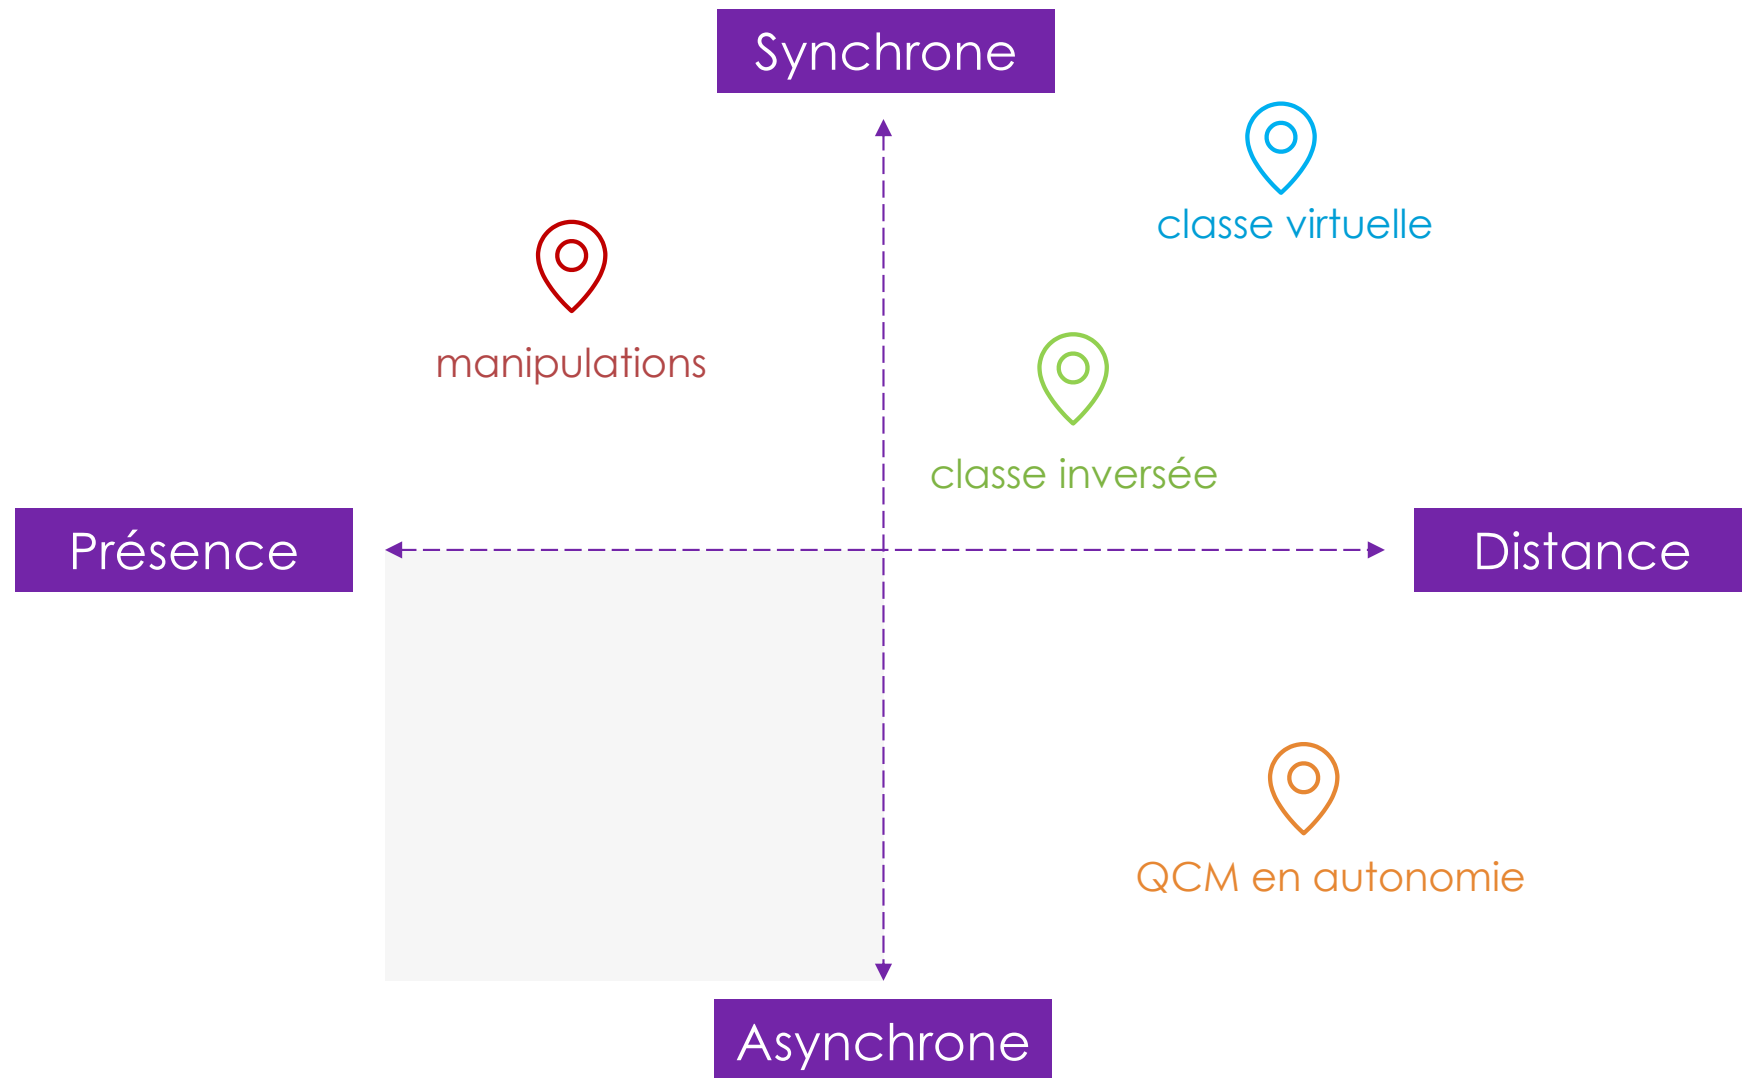 Synchrone
classe virtuelle
manipulations
classe inversée
Présence
Distance
QCM en autonomie
Asynchrone